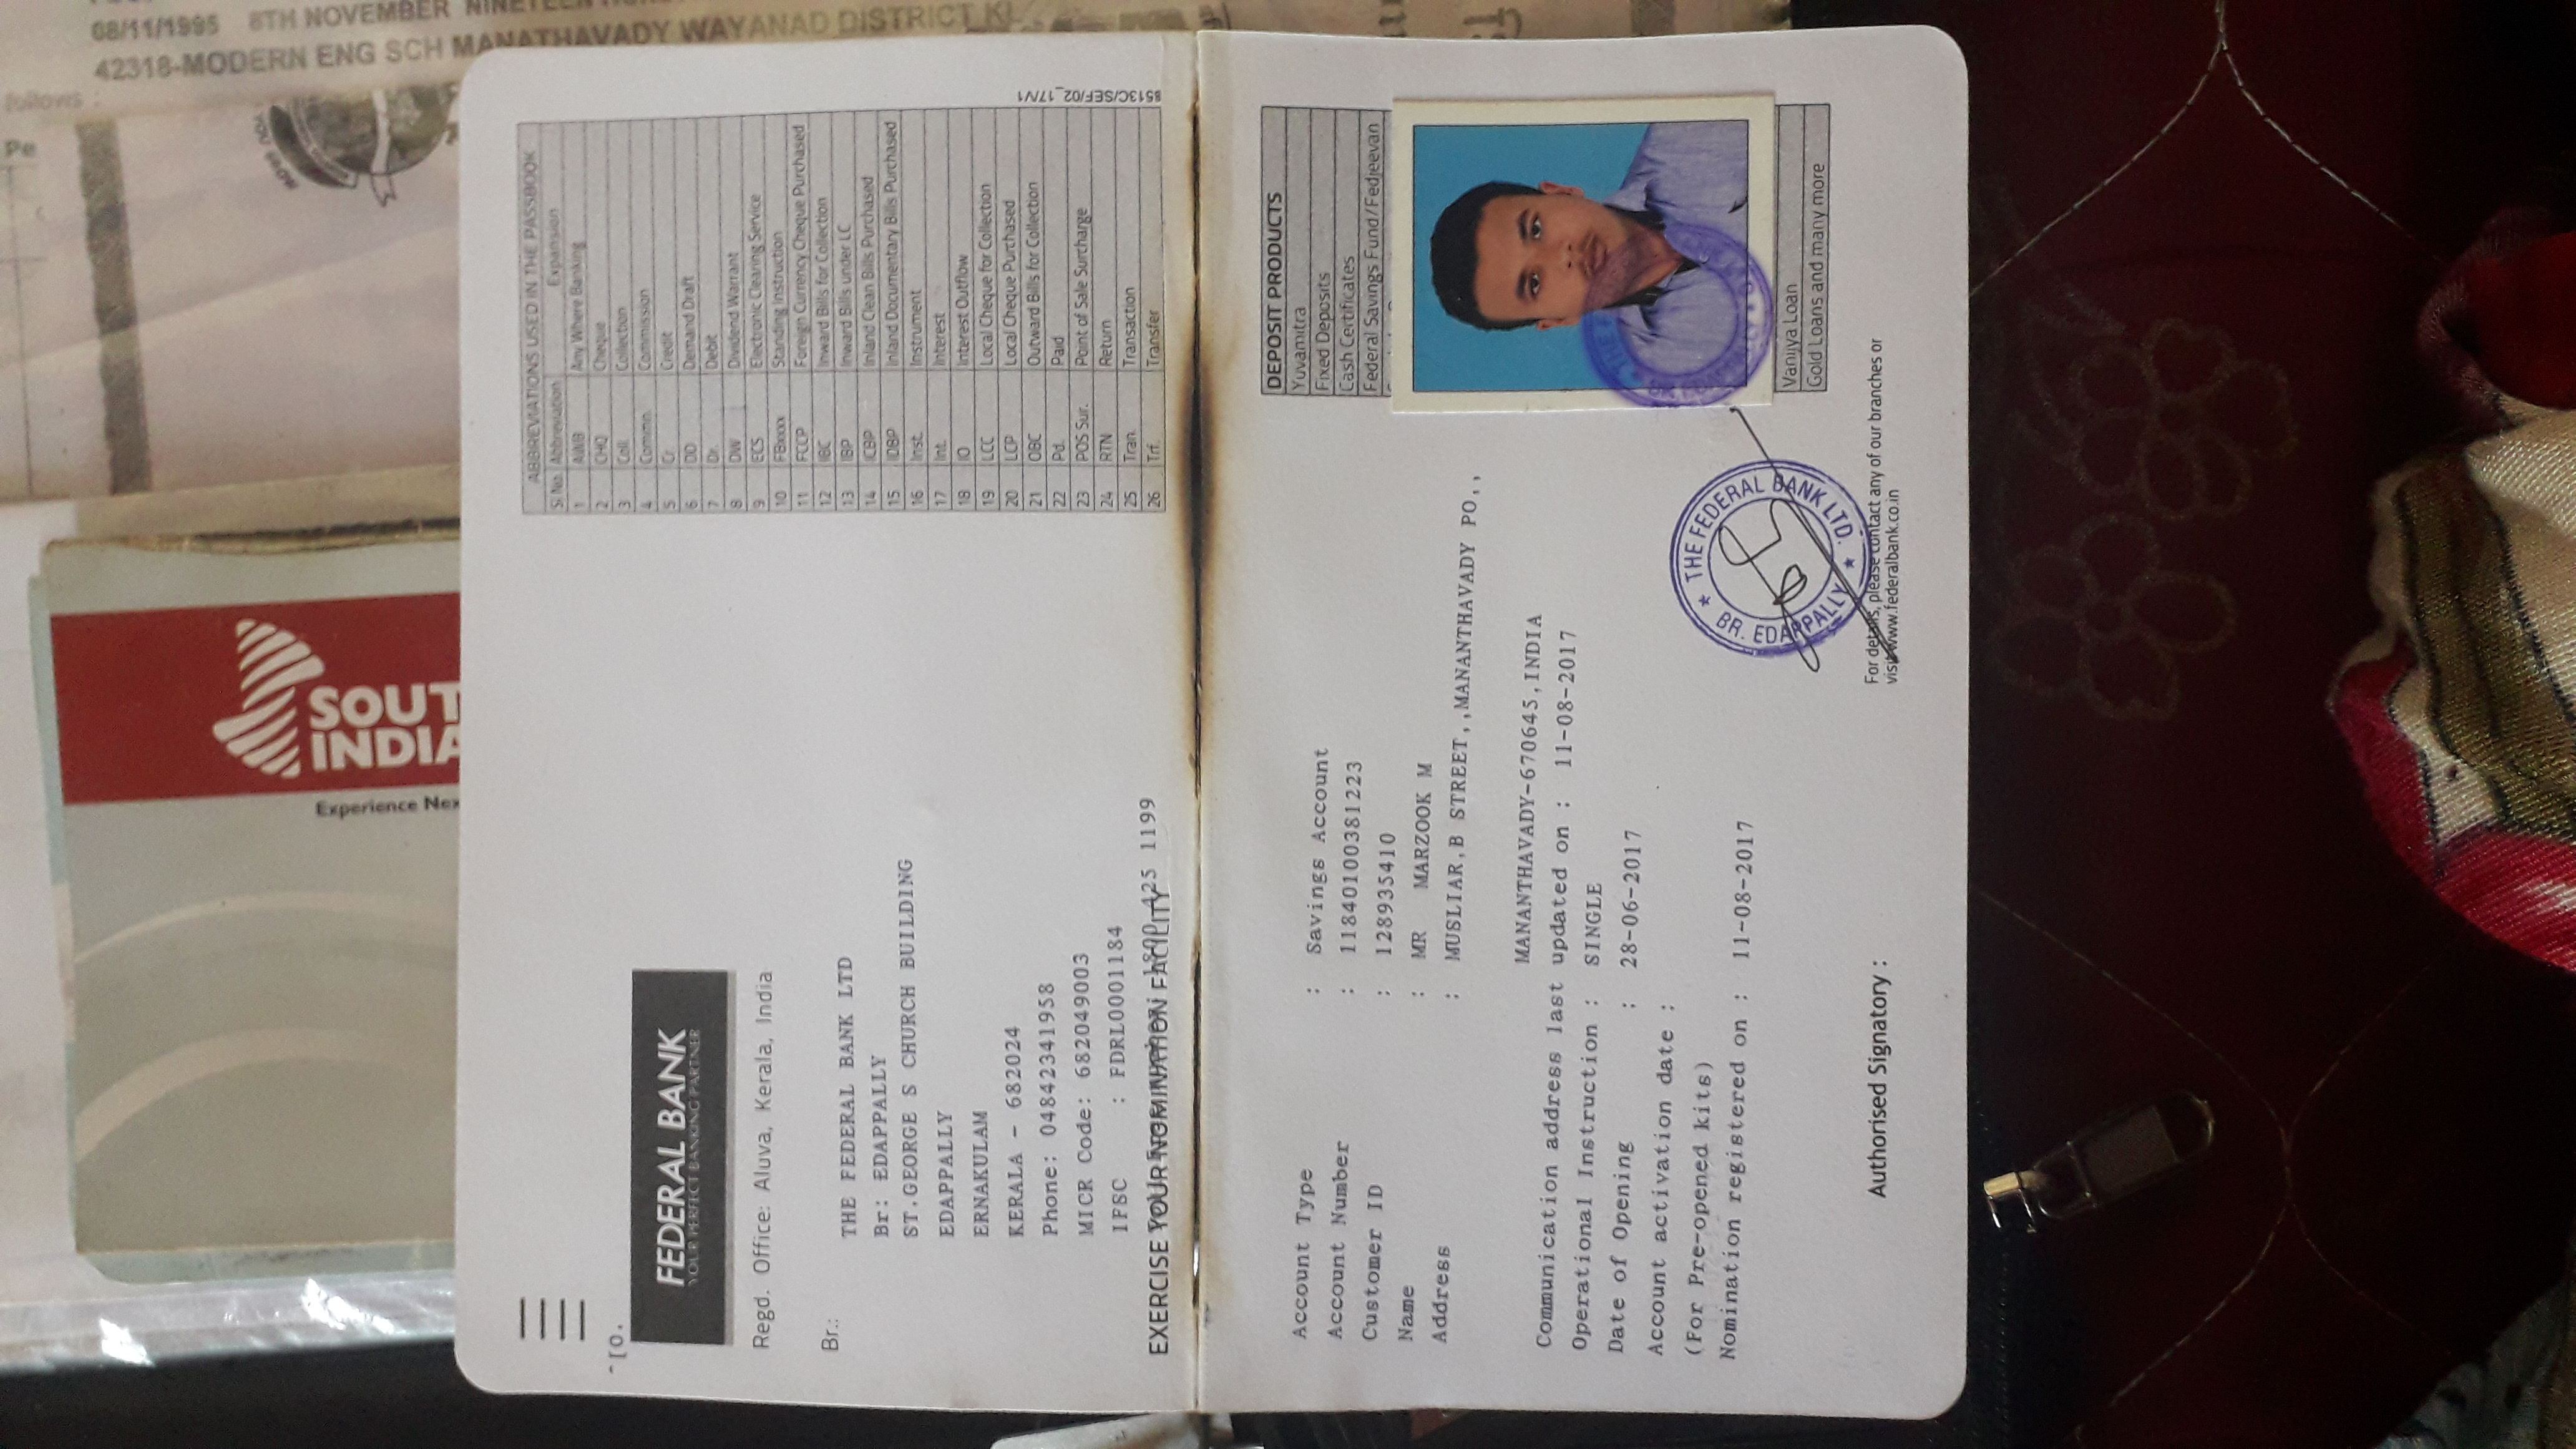 SOUT
INDIA
Experience Nex
Pe
08/11/1995 8TH NOVEMBER
42318-MODERN ENG SCH MANATHAVADY WAYANAD DISTRICT
FEDERAL BANK
YOUR PERFECT BANKING PARTNER
Regd. Office: Aluva, Kerala, India
Br.:
THE FEDERAL BANK LTD
Br: EDAPPALLY
ST.GEORGE S CHURCH BUILDING
EDAPPALLY
ERNAKULAM
KERALA - 682024
Phone: 04842341958
MICR Code: 682049003
IFSC : FDRL0001184
1800 425 1199
EXERCISE YOUR NOMINATION FACILITY
ABBREVIATIONS USED IN THE PASSBOOK
Sl No. Abbreviation Expansion
1 AWB Any Where Banking
2 CHQ Cheque
3 Coll. Collection
4 Commn. Commission
5 Cr. Credit
6 DD Demand Draft
7 Dr. Debit
8 DW Dividend Warrant
9 ECS Electronic Clearing Service
10 FBxxxx Standing Instruction
11 FCCP Foreign Currency Cheque Purchased
12 IBC Inward Bills for Collection
13 IBP Inward Bills under LC
14 ICBP Inland Clean Bills Purchased
15 IDBP Inland Documentary Bills Purchased
16 Inst. Instrument
17 Int. Interest
18 IO Interest Outflow
19 LCC Local Cheque for Collection
20 LCP Local Cheque Purchased
21 OBC Outward Bills for Collection
22 Pd. Paid
23 POS Sur. Point of Sale Surcharge
24 RTN Return
25 Tran. Transaction
26 Trf. Transfer
8513C/SEF/02_17/V1
Account Type : Savings Account
Account Number : 11840100381223
Customer ID : 128935410
Name : MR MARZOOK M
Address : MUSLIAR,B STREET,,MANANTHAVADY PO,,
MANANTHAVADY-670645,INDIA
Communication address last updated on : 11-08-2017
Operational Instruction : SINGLE
Date of Opening : 28-06-2017
Account activation date :
(For Pre-opened kits)
Nomination registered on : 11-08-2017
DEPOSIT PRODUCTS
Yuvamitra
Fixed Deposits
Cash Certificates
Federal Savings Fund/Fedjeevan
Vanijya Loan
Gold Loans and many more
THE FEDERAL BANK LTD.
BR. EDAPPALLY
Authorised Signatory :
For details, please contact any of our branches or
visit www.federalbank.co.in